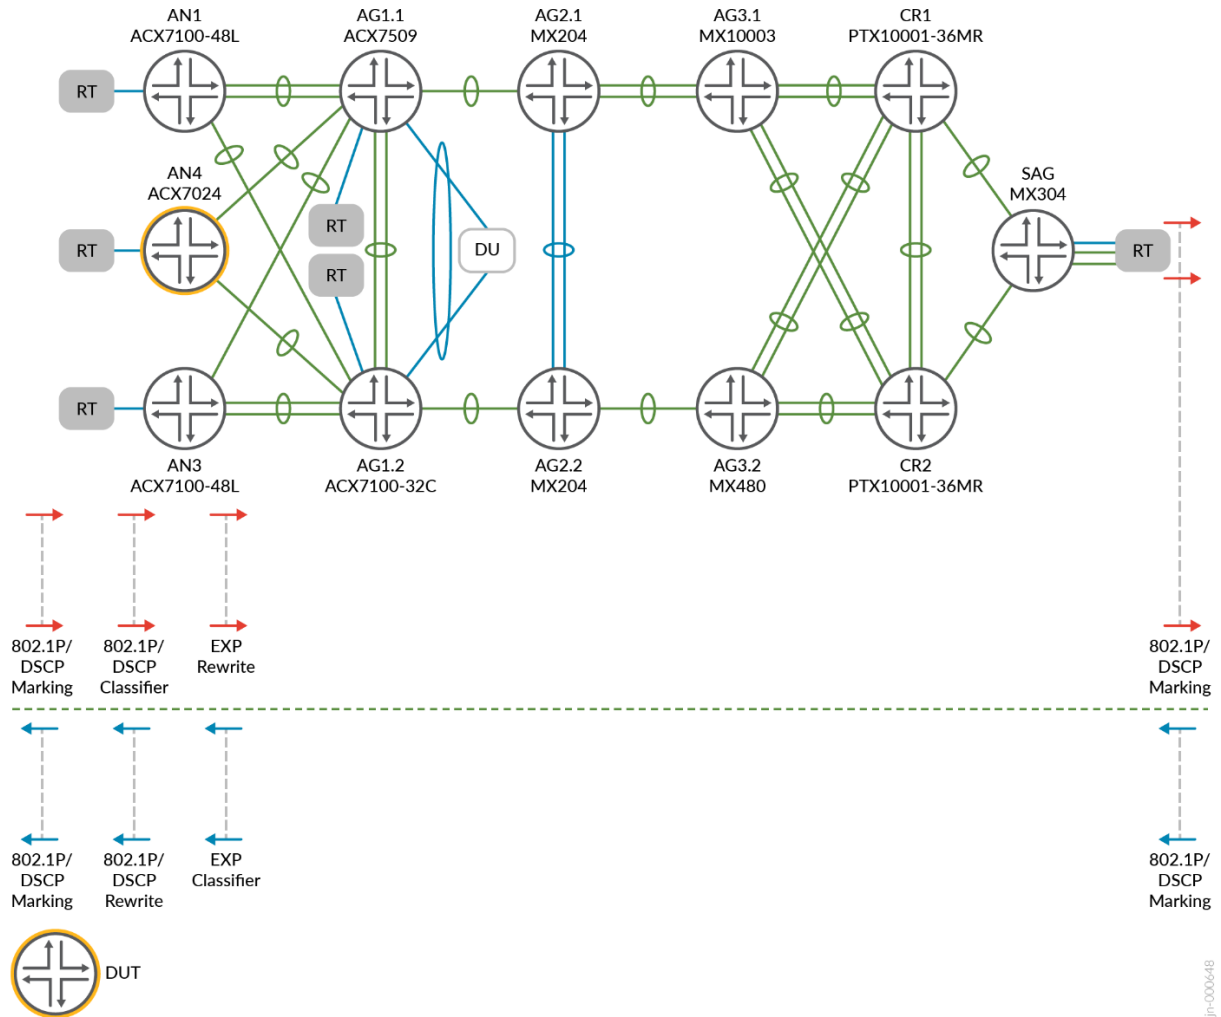 AN1
ACX7100-48L
AG1.1
ACX7509
AG2.1
MX204
AG3.1
MX10003
CR1
PTX10001-36MR
RT
AN4
ACX7024
SAG
MX304
RT
RT
RT
DU
RT
RT
AN3
ACX7100-48L
AG1.2
ACX7100-32C
AG2.2
MX204
AG3.2
MX480
CR2
PTX10001-36MR
802.1P/
DSCP
Marking
802.1P/
DSCP
Classifier
EXP
Rewrite
802.1P/
DSCP
Marking
802.1P/
DSCP
Marking
802.1P/
DSCP
Rewrite
EXP
Classifier
802.1P/
DSCP
Marking
DUT
jn-000648